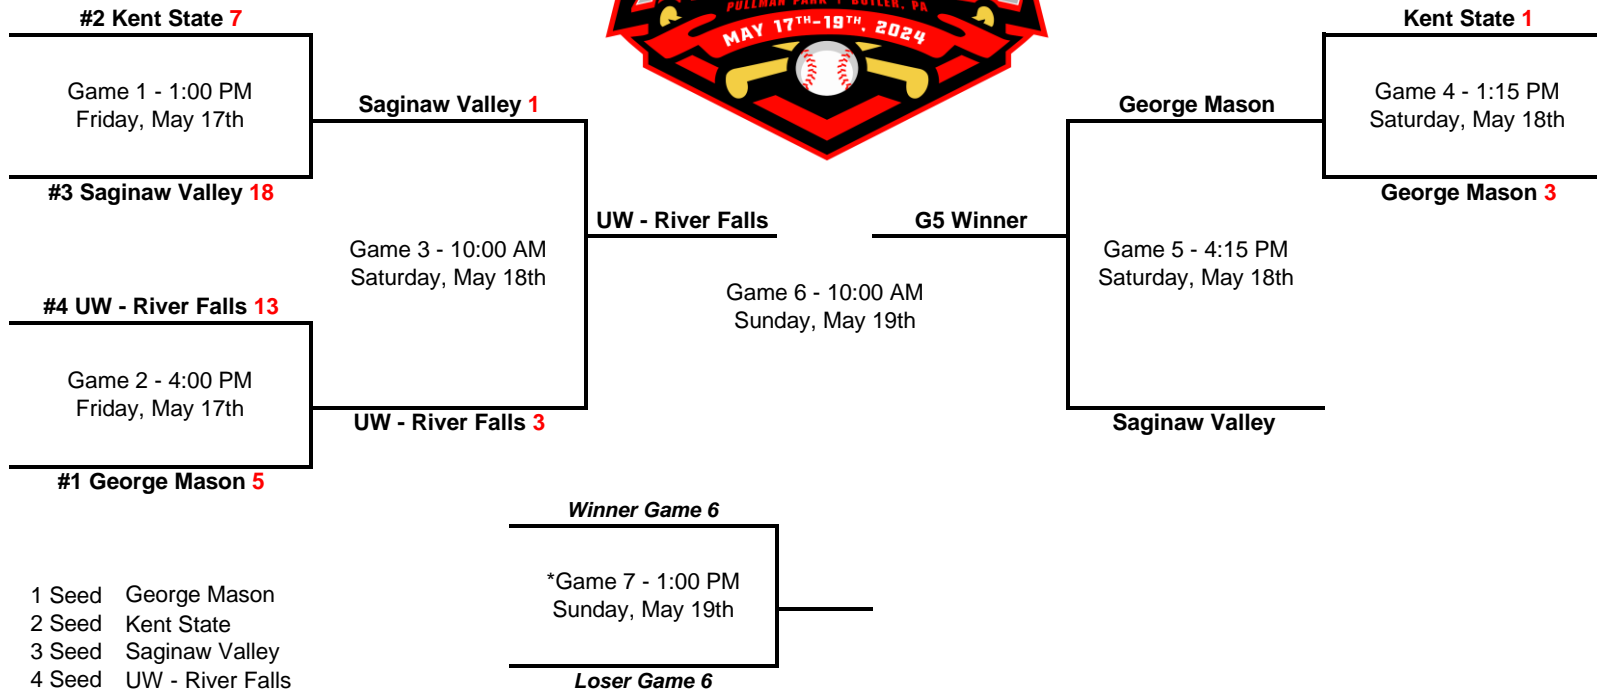 PULLMAN PARK | BUTLER, PA
MAY 17TH-19TH, 2024
#2 Kent State 7
Game 1 - 1:00 PM
Friday, May 17th
#3 Saginaw Valley 18
Saginaw Valley 1
Game 3 - 10:00 AM
Saturday, May 18th
UW - River Falls 3
#4 UW - River Falls 13
Game 2 - 4:00 PM
Friday, May 17th
#1 George Mason 5
UW - River Falls
G5 Winner
Game 6 - 10:00 AM
Sunday, May 19th
Kent State 1
Game 4 - 1:15 PM
Saturday, May 18th
George Mason 3
George Mason
Game 5 - 4:15 PM
Saturday, May 18th
Saginaw Valley
Winner Game 6
*Game 7 - 1:00 PM
Sunday, May 19th
Loser Game 6
1 Seed George Mason
2 Seed Kent State
3 Seed Saginaw Valley
4 Seed UW - River Falls